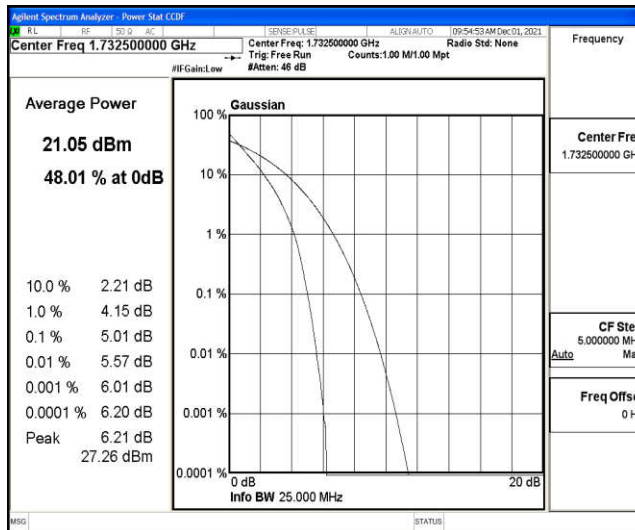 Agilent Spectrum Analyzer - Power Stat CCDF
RL RF 50 Ω AC SENSE:PULSE ALIGN AUTO 09:54:53 AM Dec 01, 2021
Center Freq 1.732500000 GHz
Center Freq: 1.732500000 GHz Radio Std: None
Trig: Free Run Counts:1.00 M/1.00 Mpt
#IFGain:Low #Atten: 46 dB
Frequency
Average Power
21.05 dBm
48.01 % at 0dB
10.0 % 2.21 dB
1.0 % 4.15 dB
0.1 % 5.01 dB
0.01 % 5.57 dB
0.001 % 6.01 dB
0.0001 % 6.20 dB
Peak 6.21 dB
27.26 dBm
Gaussian
100 %
10 %
1 %
0.1 %
0.01 %
0.001 %
0.0001 %
0 dB 20 dB
Info BW 25.000 MHz
Center Fre
1.732500000 GH
CF Ste
5.000000 MH
Auto Ma
Freq Offse
0 H
MSG STATUS